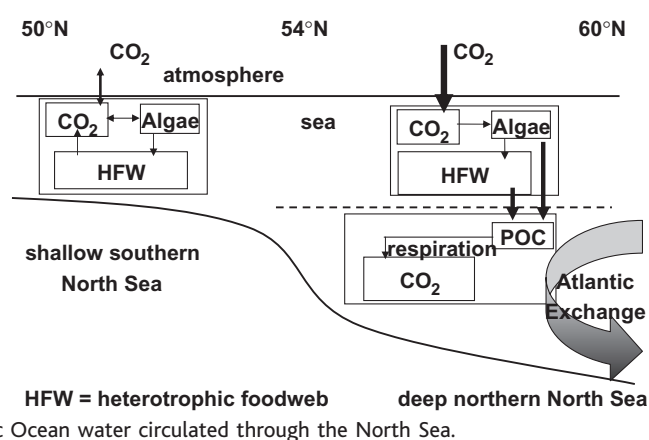 50°N 54°N 60°N
CO₂ CO₂
atmosphere
sea
CO₂ Algae
HFW
CO₂ Algae
HFW
POC
respiration
CO₂
shallow southern
North Sea
Atlantic
Exchange
HFW = heterotrophic foodweb deep northern North Sea
c Ocean water circulated through the North Sea.